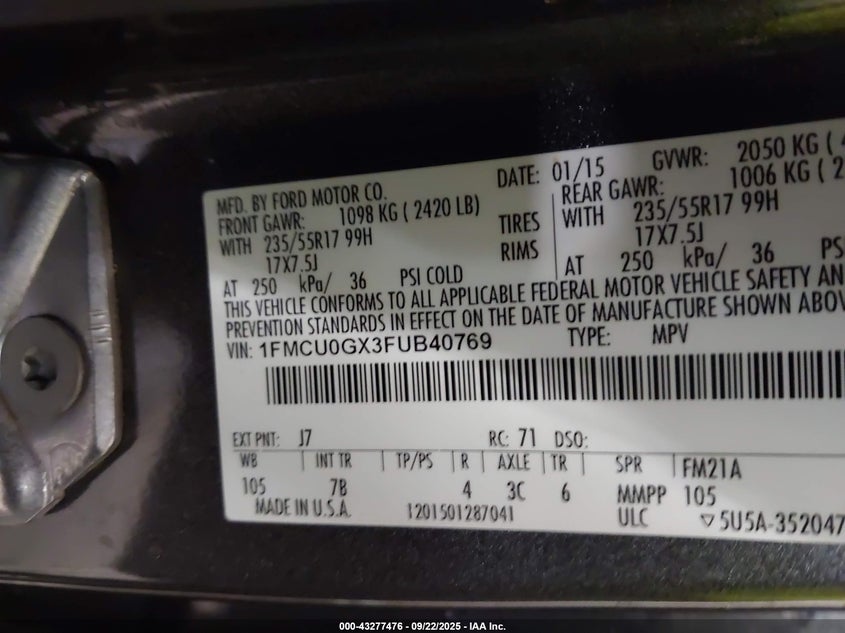 MFD. BY FORD MOTOR CO. DATE: 01/15 GVWR: 2050 KG (
FRONT GAWR: 1098 KG ( 2420 LB) REAR GAWR: 1006 KG ( 2
WITH 235/55R17 99H TIRES WITH 235/55R17 99H
17X7.5J RIMS 17X7.5J
AT 250 kPa/ 36 PSI COLD AT 250 kPa/ 36 PS
THIS VEHICLE CONFORMS TO ALL APPLICABLE FEDERAL MOTOR VEHICLE SAFETY AN
PREVENTION STANDARDS IN EFFECT ON THE DATE OF MANUFACTURE SHOWN ABOV
VIN: 1FMCU0GX3FUB40769 TYPE: MPV
EXT PNT: J7 RC: 71 DSO:
WB INT TR TP/PS R AXLE TR SPR FM21A
105 7B 4 3C 6 MMPP 105
MADE IN U.S.A. 1201501287041 ULC ▽5U5A-352047
000-43277476 - 09/22/2025 - IAA Inc.